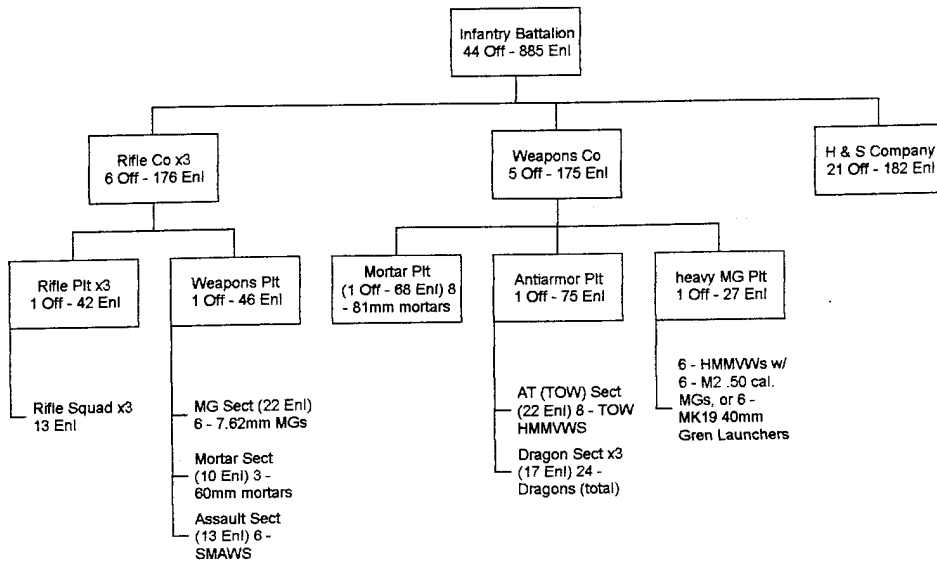 Infantry Battalion
44 Off - 885 Enl
Rifle Co x3
6 Off - 176 Enl
Weapons Co
5 Off - 175 Enl
H & S Company
21 Off - 182 Enl
Rifle Plt x3
1 Off - 42 Enl
Weapons Plt
1 Off - 46 Enl
Mortar Plt
(1 Off - 68 Enl) 8
- 81mm mortars
Antiarmor Plt
1 Off - 75 Enl
heavy MG Plt
1 Off - 27 Enl
Rifle Squad x3
13 Enl
MG Sect (22 Enl)
6 - 7.62mm MGs
Mortar Sect
(10 Enl) 3 -
60mm mortars
Assault Sect
(13 Enl) 6 -
SMAWS
AT (TOW) Sect
(22 Enl) 8 - TOW
HMMVWS
Dragon Sect x3
(17 Enl) 24 -
Dragons (total)
6 - HMMVWs w/
6 - M2 .50 cal.
MGs, or 6 -
MK19 40mm
Gren Launchers